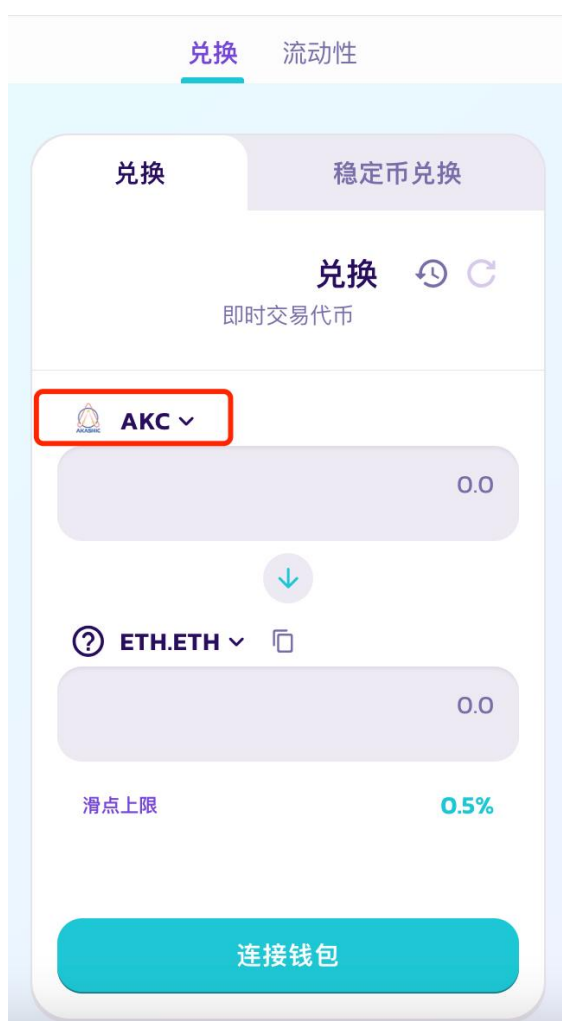 兑换 流动性
兑换 稳定币兑换
兑换
即时交易代币
AKASHIC AKC
0.0
ETH.ETH
0.0
滑点上限 0.5%
连接钱包